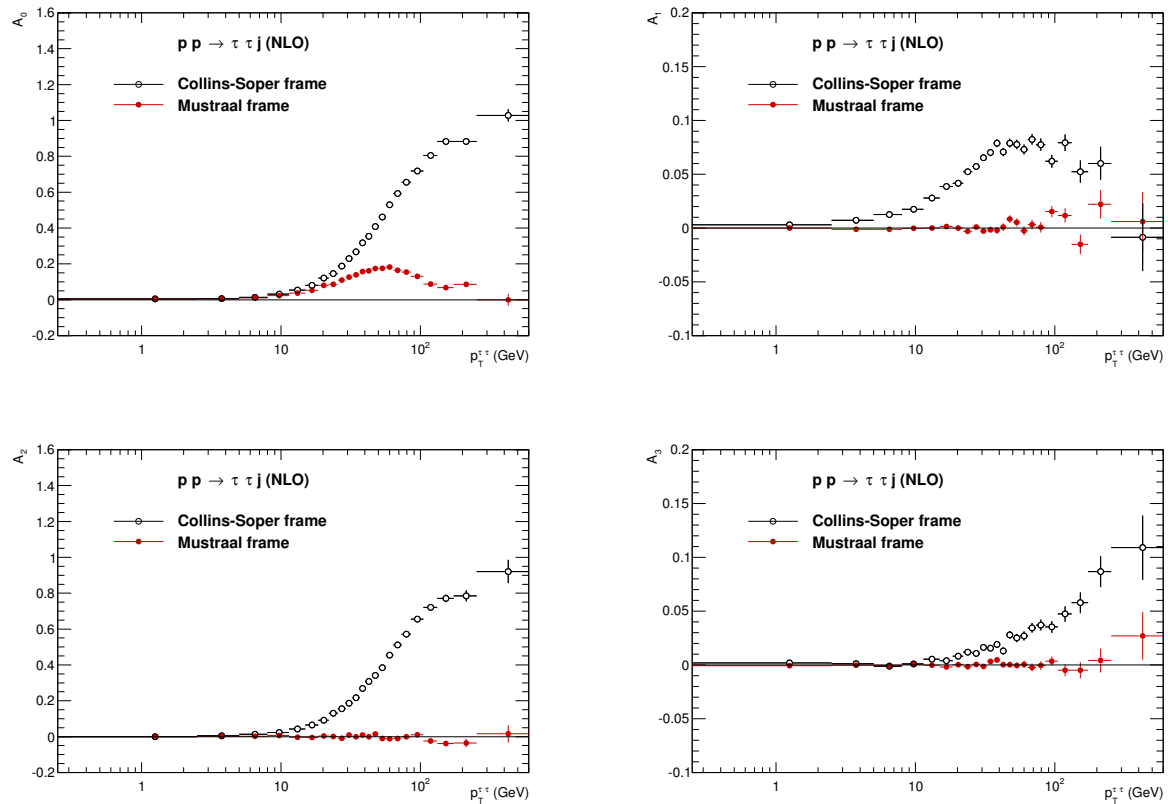 A₀
1.6
1.4
1.2
1
0.8
0.6
0.4
0.2
0
-0.2
p p → τ τ j (NLO)
Collins-Soper frame
Mustraal frame
1
10
10²
p_T^{τ τ} (GeV)
A₁
0.2
0.15
0.1
0.05
0
-0.05
-0.1
p p → τ τ j (NLO)
Collins-Soper frame
Mustraal frame
1
10
10²
p_T^{τ τ} (GeV)
A₂
1.6
1.4
1.2
1
0.8
0.6
0.4
0.2
0
-0.2
p p → τ τ j (NLO)
Collins-Soper frame
Mustraal frame
1
10
10²
p_T^{τ τ} (GeV)
A₃
0.2
0.15
0.1
0.05
0
-0.05
-0.1
p p → τ τ j (NLO)
Collins-Soper frame
Mustraal frame
1
10
10²
p_T^{τ τ} (GeV)